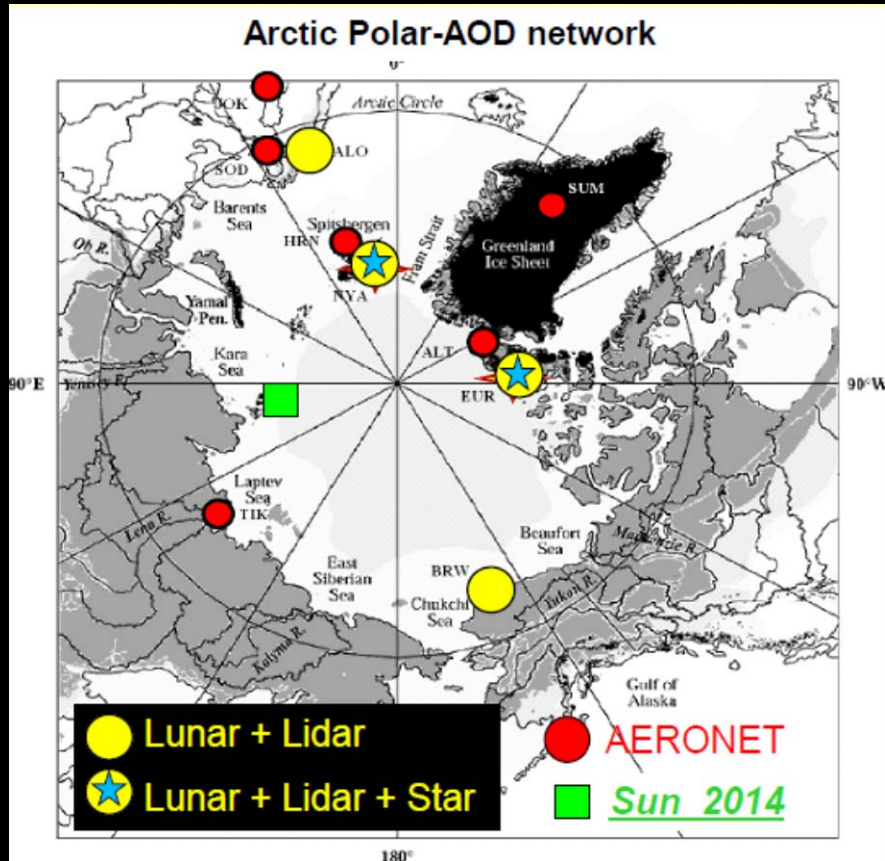 Arctic Polar-AOD network
0°
JOK
Arctic Circle
ALO
SOD
SUM
Barents
Sea
Spitsbergen
HRN
Fram Strait
Greenland
Ice Sheet
Ob R.
NYA
Yamal
Pen.
ALT
Kara
Sea
90°E
Yenisey R.
EUR
90°W
Laptev
Sea
TIK
Lena R.
Beaufort
Sea
Mackenzie R.
East
Siberian
Sea
BRW
Chukchi
Sea
Yukon R.
Kolyma R.
Gulf of
Alaska
Lunar + Lidar
AERONET
Lunar + Lidar + Star
Sun 2014
180°